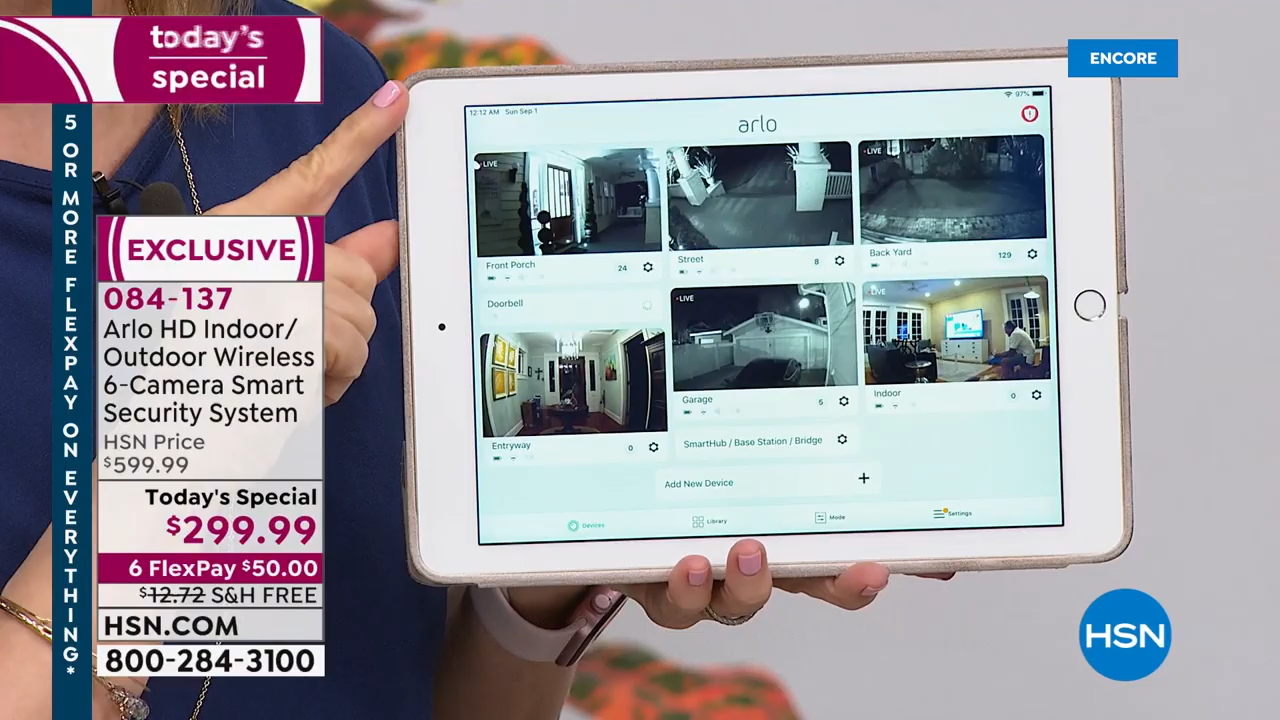 today's
special
ENCORE
5 OR MORE FLEXPAY ON EVERYTHING*
EXCLUSIVE
084-137
Arlo HD Indoor/
Outdoor Wireless
6-Camera Smart
Security System
HSN Price
$599.99
Today's Special
$299.99
6 FlexPay $50.00
$12.72 S&H FREE
HSN.COM
800-284-3100
12:12 AM Sun Sep 1
97%
arlo
LIVE
LIVE
Front Porch 24
Street 8
Back Yard 129
Doorbell
LIVE
LIVE
Entryway 0
Garage 5
Indoor 0
SmartHub / Base Station / Bridge
Add New Device +
Devices
Library
Mode
Settings
HSN